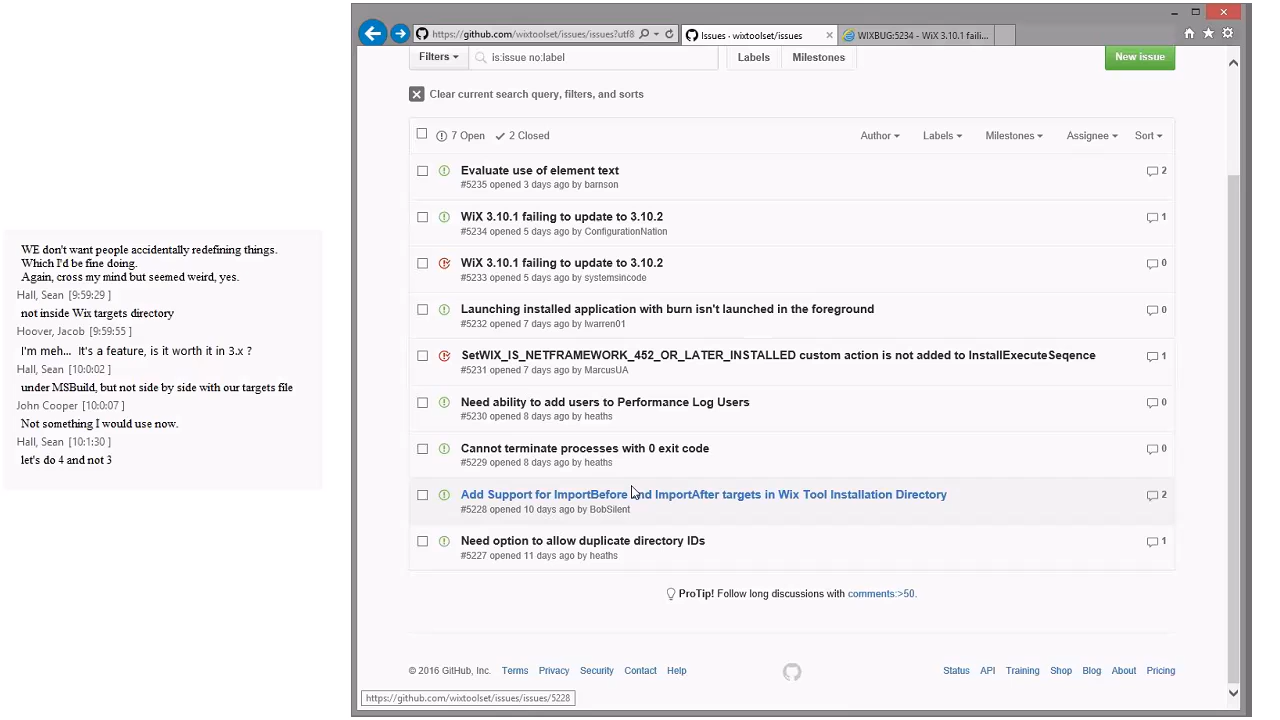 WE don't want people accidentally redefining things.
Which I'd be fine doing.
Again, cross my mind but seemed weird, yes.
Hall, Sean [9:59:29 ]
not inside Wix targets directory
Hoover, Jacob [9:59:55 ]
I'm meh... It's a feature, is it worth it in 3.x ?
Hall, Sean [10:0:02 ]
under MSBuild, but not side by side with our targets file
John Cooper [10:0:07 ]
Not something I would use now.
Hall, Sean [10:1:30 ]
let's do 4 and not 3
https://github.com/wixtoolset/issues/issues?utf8
Issues · wixtoolset/issues
WIXBUG:5234 - WiX 3.10.1 faili...
Filters
is:issue no:label
Labels
Milestones
New issue
Clear current search query, filters, and sorts
7 Open 2 Closed
Author Labels Milestones Assignee Sort
Evaluate use of element text 2
#5235 opened 3 days ago by barnson
WiX 3.10.1 failing to update to 3.10.2 1
#5234 opened 5 days ago by ConfigurationNation
WiX 3.10.1 failing to update to 3.10.2 0
#5233 opened 5 days ago by systemsincode
Launching installed application with burn isn't launched in the foreground 0
#5232 opened 7 days ago by lwarren01
SetWIX_IS_NETFRAMEWORK_452_OR_LATER_INSTALLED custom action is not added to InstallExecuteSeqence 1
#5231 opened 7 days ago by MarcusUA
Need ability to add users to Performance Log Users 0
#5230 opened 8 days ago by heaths
Cannot terminate processes with 0 exit code 0
#5229 opened 8 days ago by heaths
Add Support for ImportBefore and ImportAfter targets in Wix Tool Installation Directory 2
#5228 opened 10 days ago by BobSilent
Need option to allow duplicate directory IDs 1
#5227 opened 11 days ago by heaths
ProTip! Follow long discussions with comments:>50.
© 2016 GitHub, Inc. Terms Privacy Security Contact Help Status API Training Shop Blog About Pricing
https://github.com/wixtoolset/issues/issues/5228